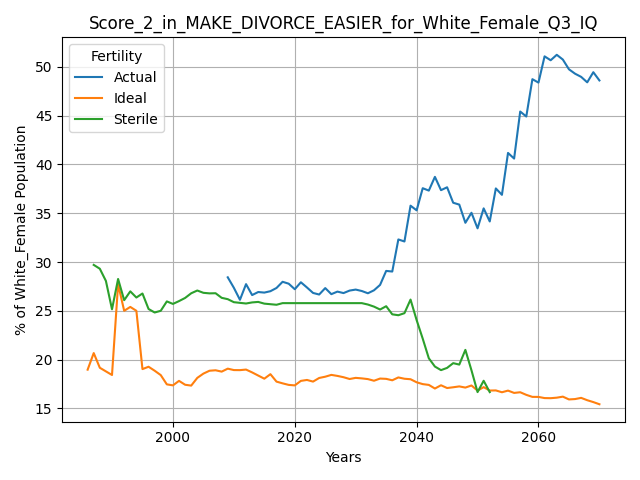 Score_2_in_MAKE_DIVORCE_EASIER_for_White_Female_Q3_IQ
Fertility
Actual
Ideal
Sterile
% of White_Female Population
50
45
40
35
30
25
20
15
2000
2020
2040
2060
Years